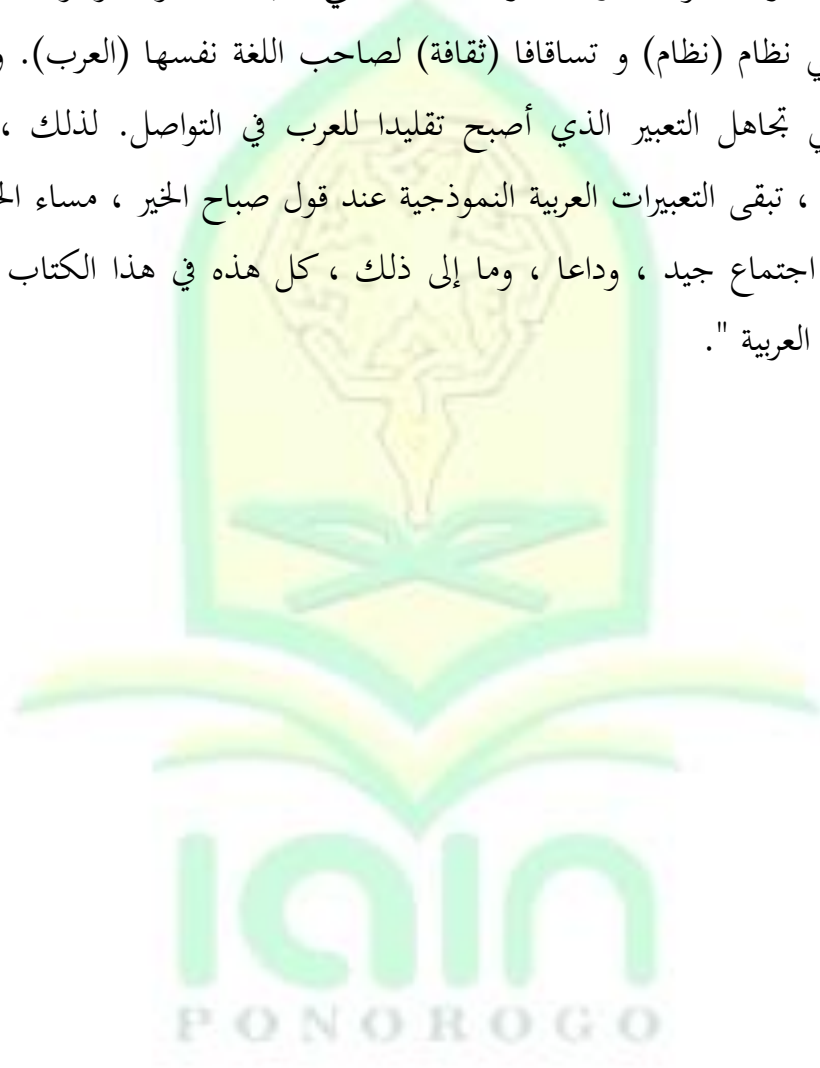 ي نظام (نظام) و تساقافا (ثقافة) لصاحب اللغة نفسها (العرب). و
ي تجاهل التعبير الذي أصبح تقليدا للعرب في التواصل. لذلك ،
، تبقى التعبيرات العربية النموذجية عند قول صباح الخير ، مساء
اجتماع جيد ، وداعا ، وما إلى ذلك ، كل هذه في هذا الكتاب
العربية ".
iain
PONOROGO